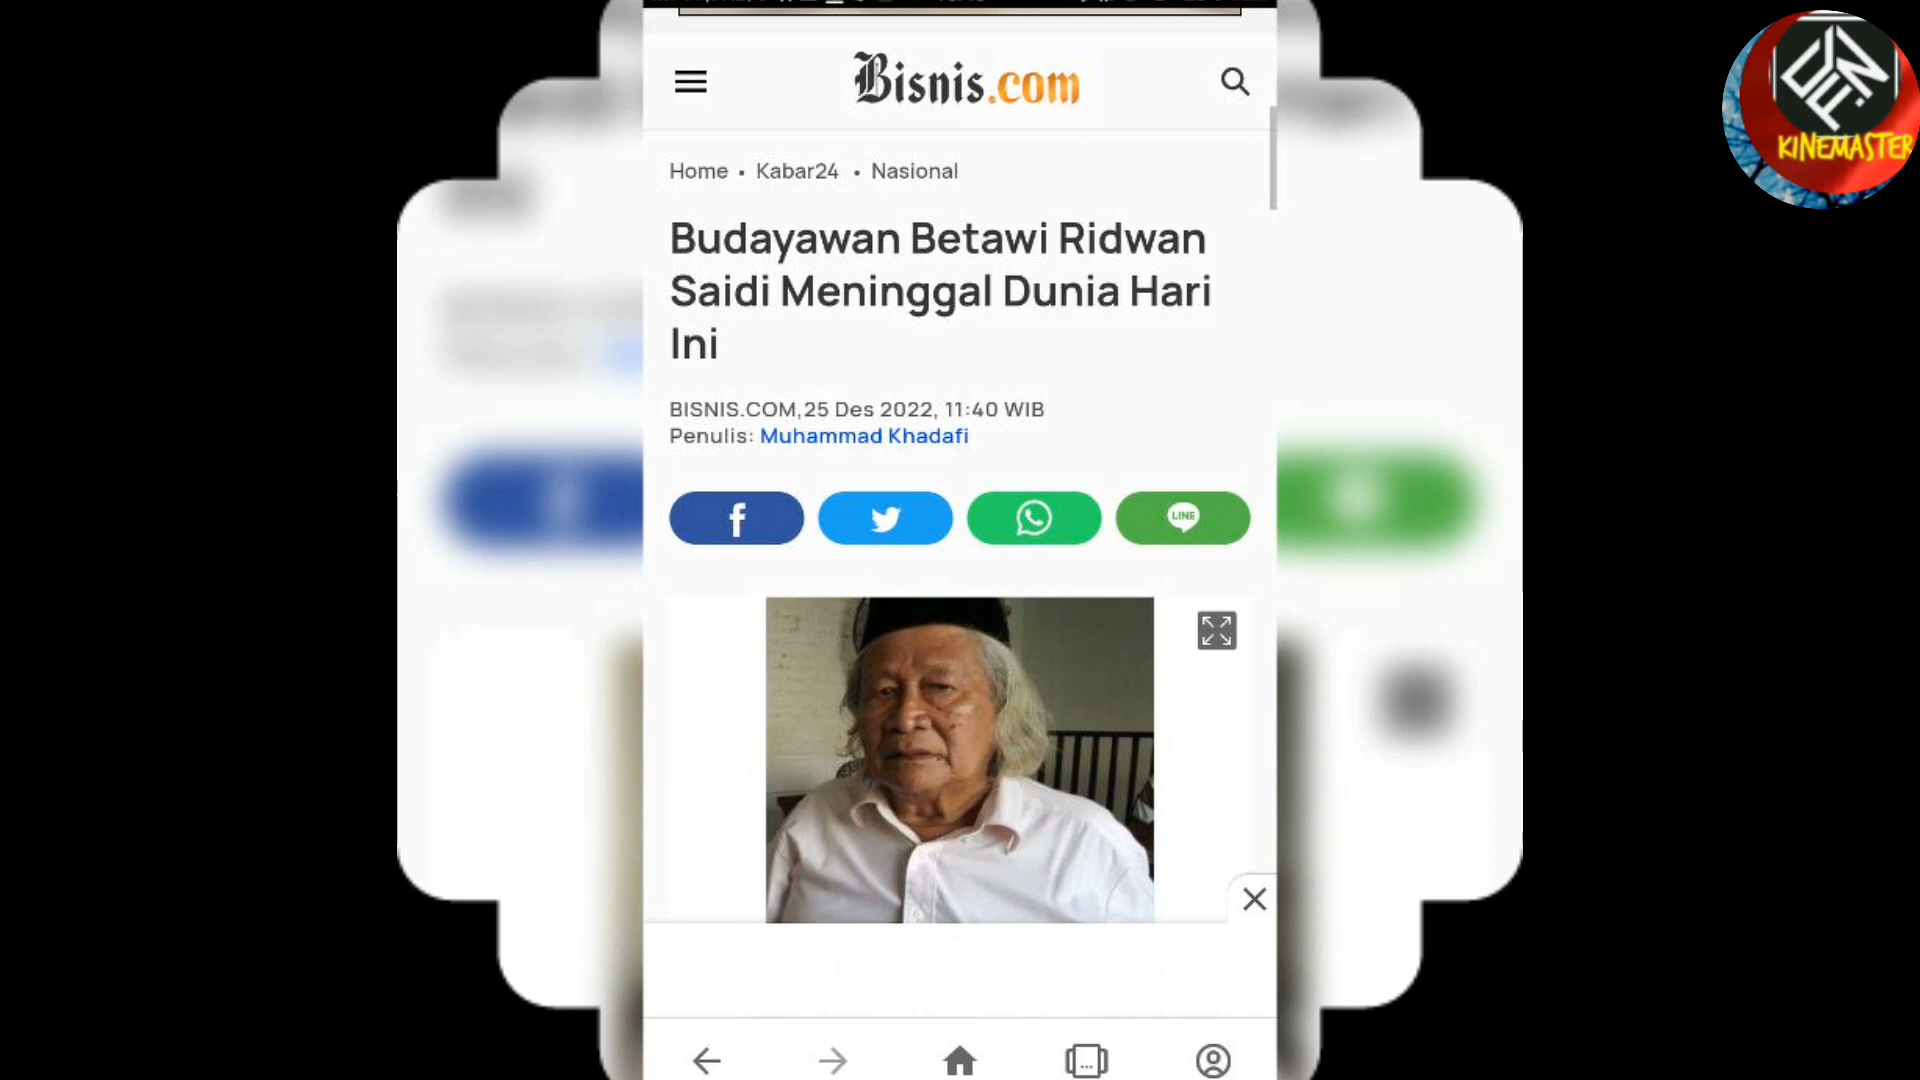 Bisnis.com
KINEMASTER
Home • Kabar24 • Nasional
Budayawan Betawi Ridwan
Saidi Meninggal Dunia Hari
Ini
BISNIS.COM,25 Des 2022, 11:40 WIB
Penulis: Muhammad Khadafi
LINE